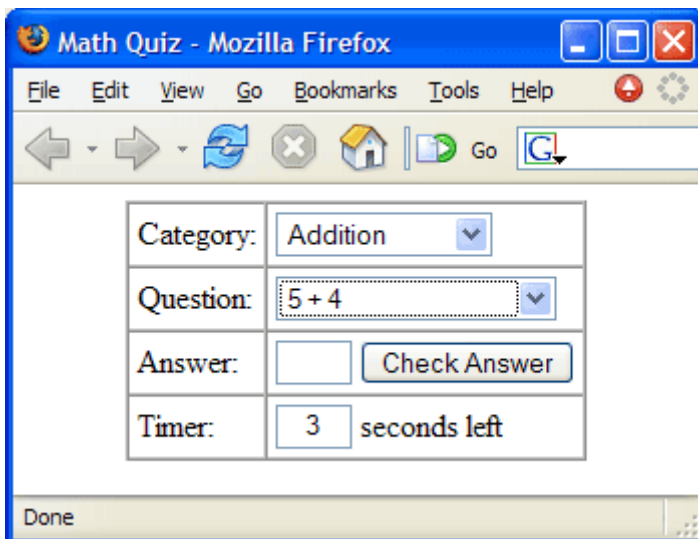 Math Quiz - Mozilla Firefox
File Edit View Go Bookmarks Tools Help
Go G
Category: Addition
Question: 5 + 4
Answer: Check Answer
Timer: 3 seconds left
Done